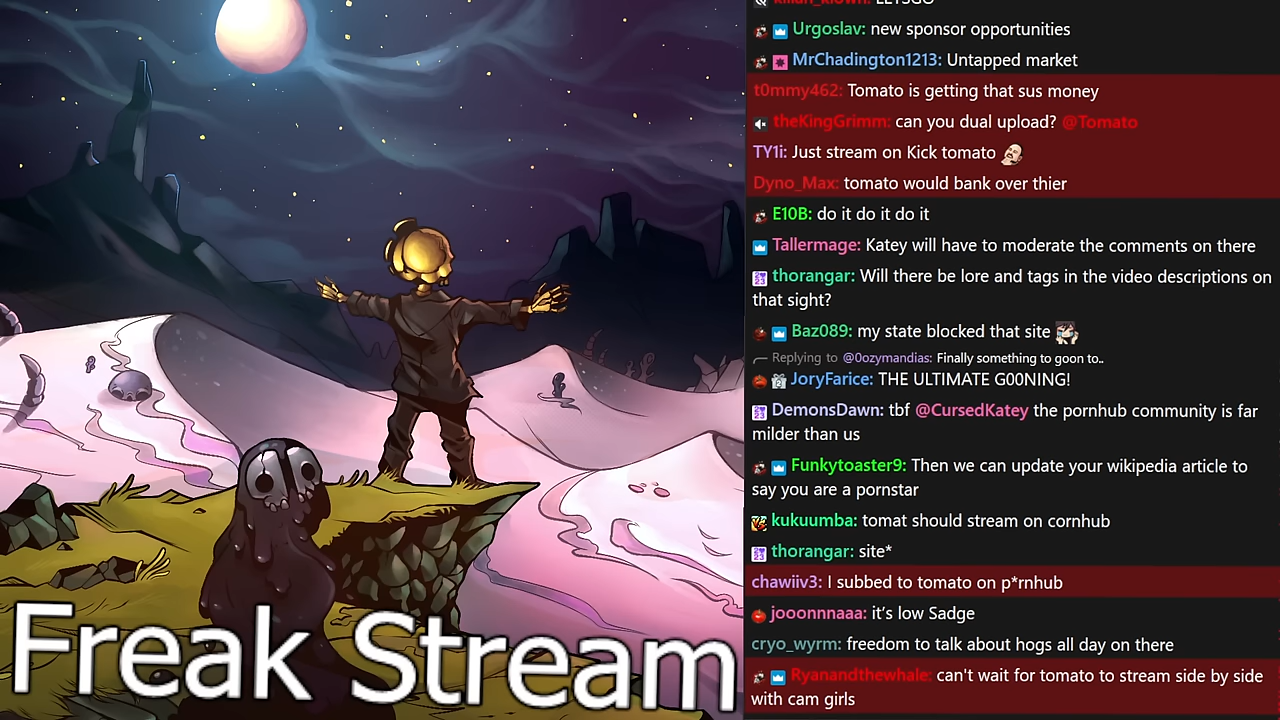 kilian_klown: LETSGO
Urgoslav: new sponsor opportunities
MrChadington1213: Untapped market
t0mmy462: Tomato is getting that sus money
theKingGrimm: can you dual upload? @Tomato
TY1i: Just stream on Kick tomato
Dyno_Max: tomato would bank over thier
E10B: do it do it do it
Tallermage: Katey will have to moderate the comments on there
thorangar: Will there be lore and tags in the video descriptions on
that sight?
Baz089: my state blocked that site
Replying to @0ozymandias: Finally something to goon to..
JoryFarice: THE ULTIMATE G00NING!
DemonsDawn: tbf @CursedKatey the pornhub community is far
milder than us
Funkytoaster9: Then we can update your wikipedia article to
say you are a pornstar
kukuumba: tomat should stream on cornhub
thorangar: site*
chawiiv3: I subbed to tomato on p*rnhub
jooonnnaaa: it’s low Sadge
cryo_wyrm: freedom to talk about hogs all day on there
Ryanandthewhale: can't wait for tomato to stream side by side
with cam girls
Freak Stream